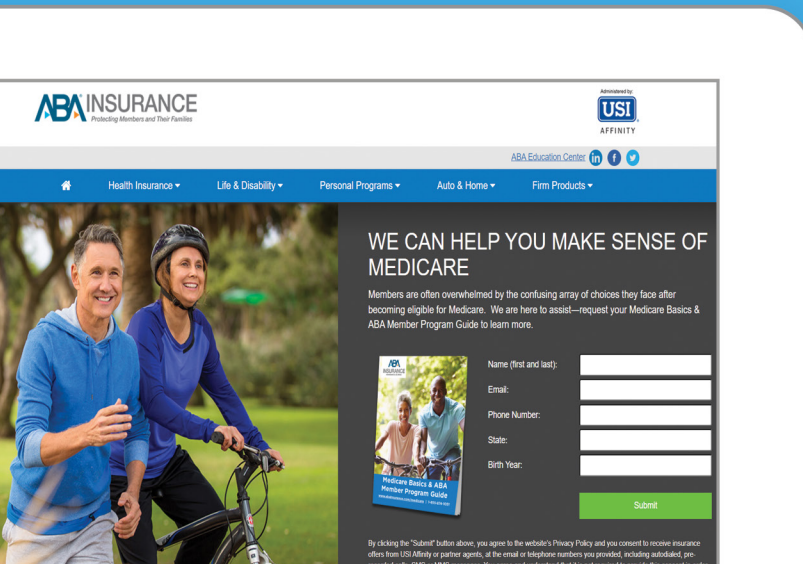 ABA INSURANCE
Protecting Members and Their Families
Administered by:
USI
AFFINITY
ABA Education Center
in f
Health Insurance Life & Disability Personal Programs Auto & Home Firm Products
WE CAN HELP YOU MAKE SENSE OF
MEDICARE
Members are often overwhelmed by the confusing array of choices they face after
becoming eligible for Medicare. We are here to assist—request your Medicare Basics &
ABA Member Program Guide to learn more.
ABA
INSURANCE
Medicare Basics & ABA
Member Program Guide
Name (first and last):
Email:
Phone Number:
State:
Birth Year:
Submit
By clicking the "Submit" button above, you agree to the website's Privacy Policy and you consent to receive insurance
offers from USI Affinity or partner agents, at the email or telephone numbers you provided, including autodialed, pre-